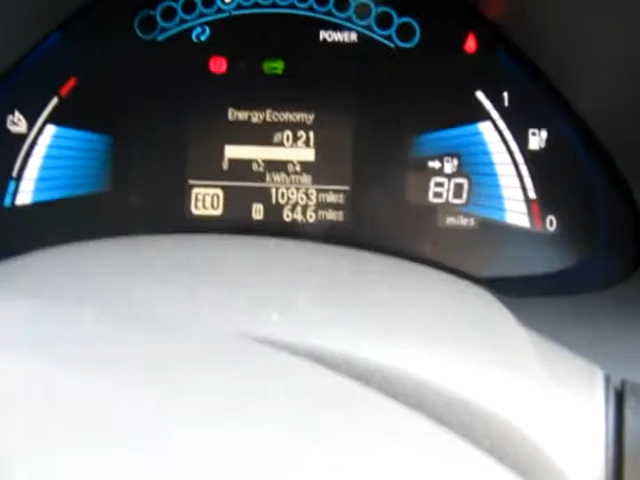 POWER
Energy Economy
ø0.21
0 0.2 0.4
kWh/mile
ECO
10963 miles
64.6 miles
1
80
miles
0